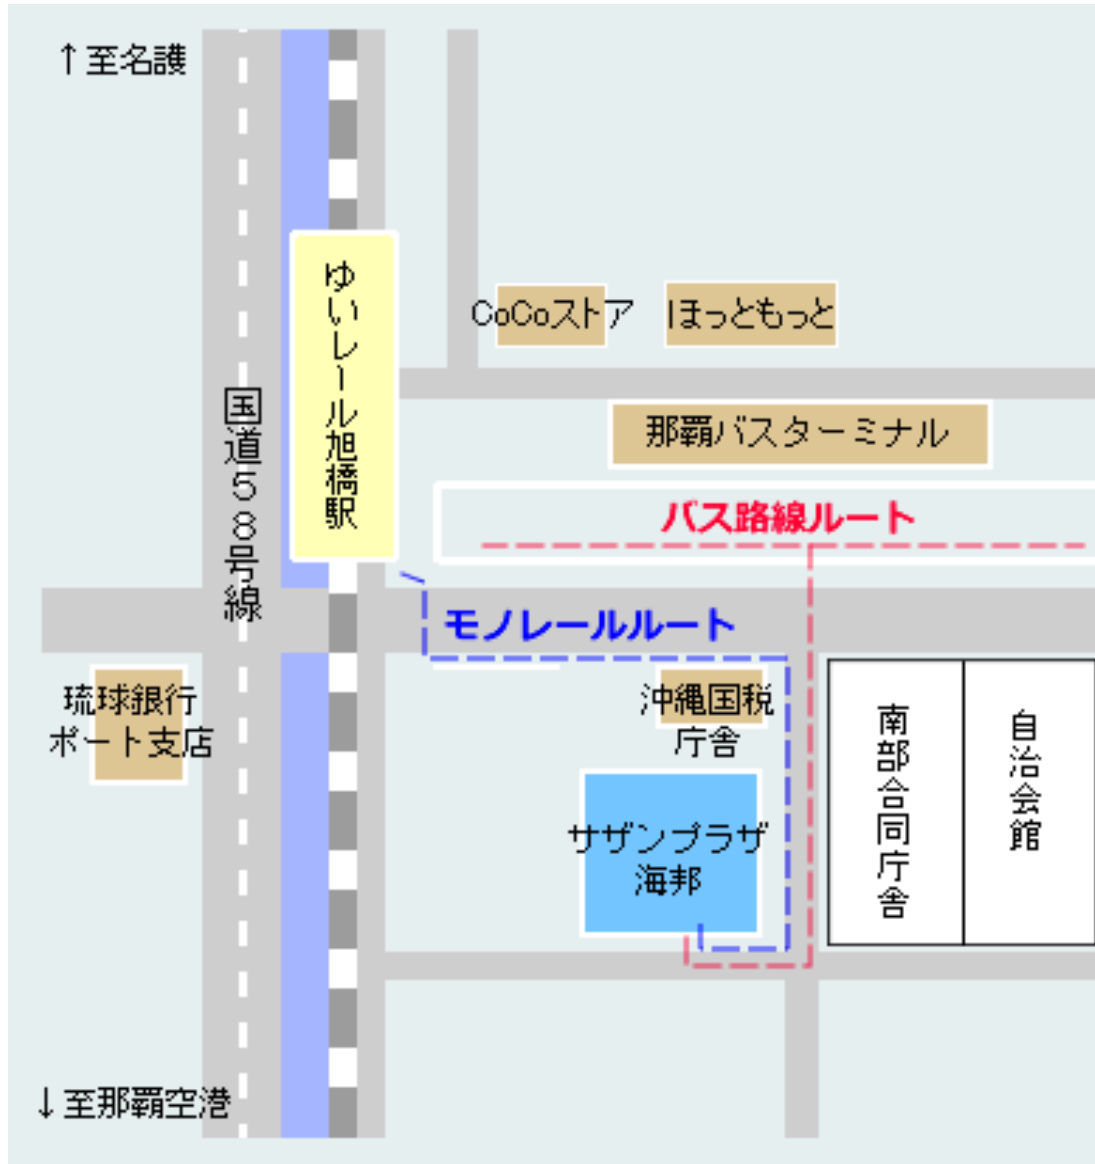 ↑至名護
ゆいレール旭橋駅
CoCoストア
ほっともっと
国道58号線
那覇バスターミナル
バス路線ルート
モノレールルート
琉球銀行
ポート支店
沖縄国税
庁舎
南部合同庁舎
自治会館
サザンプラザ
海邦
↓至那覇空港